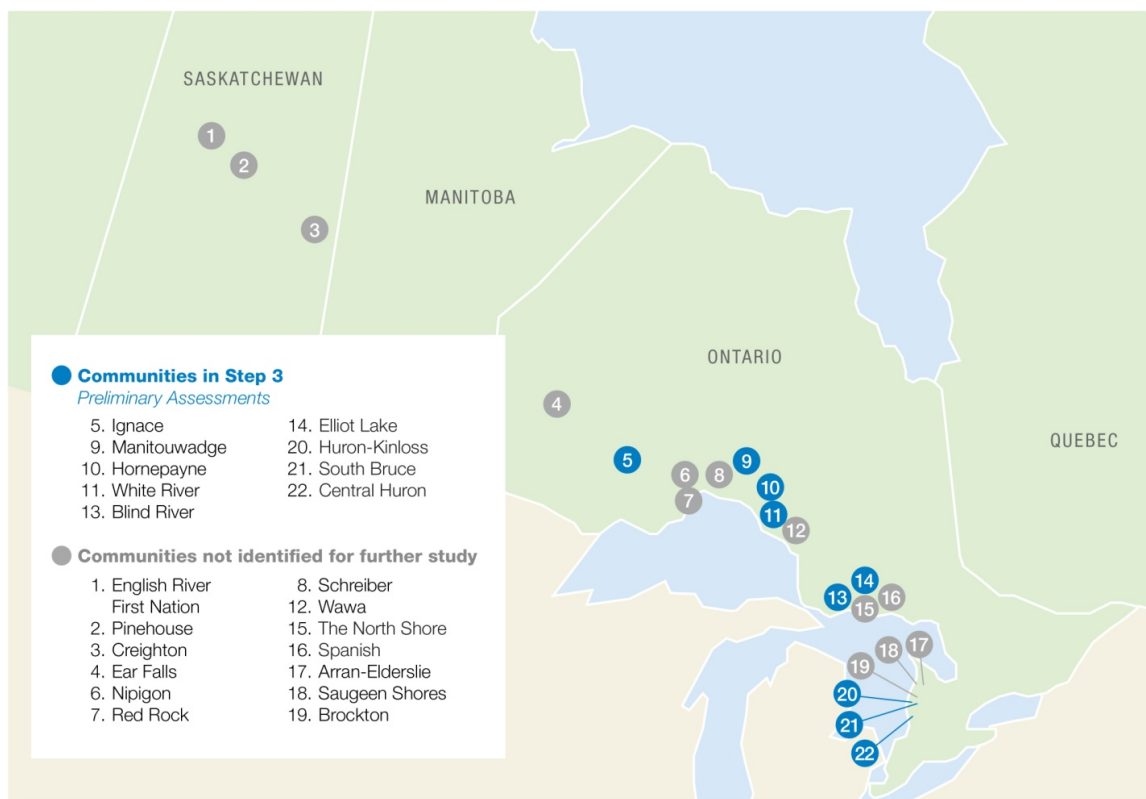 SASKATCHEWAN
MANITOBA
ONTARIO
QUEBEC
1
2
3
4
5
6
7
8
9
10
11
12
13
14
15
16
17
18
19
20
21
22
Communities in Step 3
Preliminary Assessments
5. Ignace
9. Manitouwadge
10. Hornepayne
11. White River
13. Blind River
14. Elliot Lake
20. Huron-Kinloss
21. South Bruce
22. Central Huron
Communities not identified for further study
1. English River
First Nation
2. Pinehouse
3. Creighton
4. Ear Falls
6. Nipigon
7. Red Rock
8. Schreiber
12. Wawa
15. The North Shore
16. Spanish
17. Arran-Elderslie
18. Saugeen Shores
19. Brockton